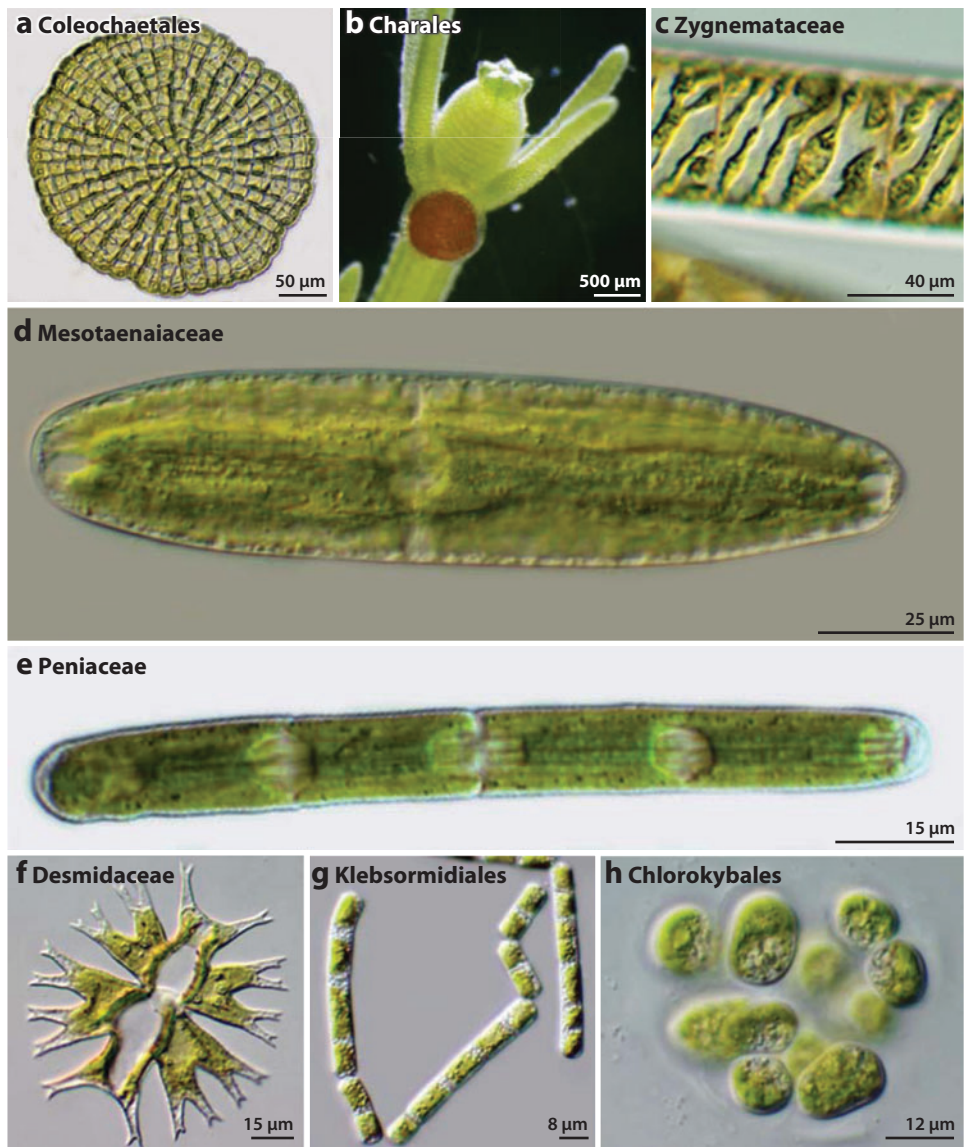 a Coleochaetales
50 µm
b Charales
500 µm
c Zygnemataceae
40 µm
d Mesotaenaiaceae
25 µm
e Peniaceae
15 µm
f Desmidaceae
15 µm
g Klebsormidiales
8 µm
h Chlorokybales
12 µm